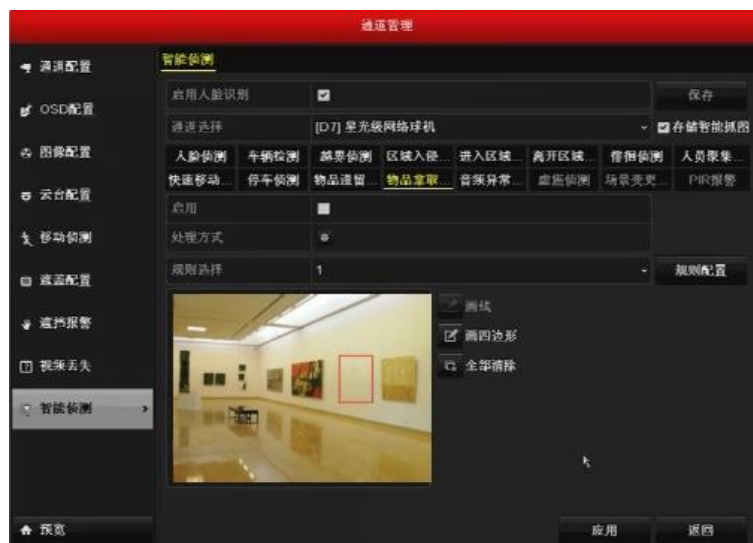 通道管理
通道配置
OSD配置
图像配置
云台配置
移动侦测
遮盖配置
遮挡报警
视频丢失
智能侦测
预览
智能侦测
启用人脸识别
保存
通道选择 [D7] 星光级网络球机 存储智能抓图
人脸侦测 车辆检测 越界侦测 区域入侵... 进入区域... 离开区域... 徘徊侦测 人员聚集...
快速移动... 停车侦测 物品遗留... 物品拿取... 音频异常... 虚焦侦测 场景变更... PIR报警
启用
处理方式
规则选择 1 规则配置
画线
画四边形
全部清除
应用 返回